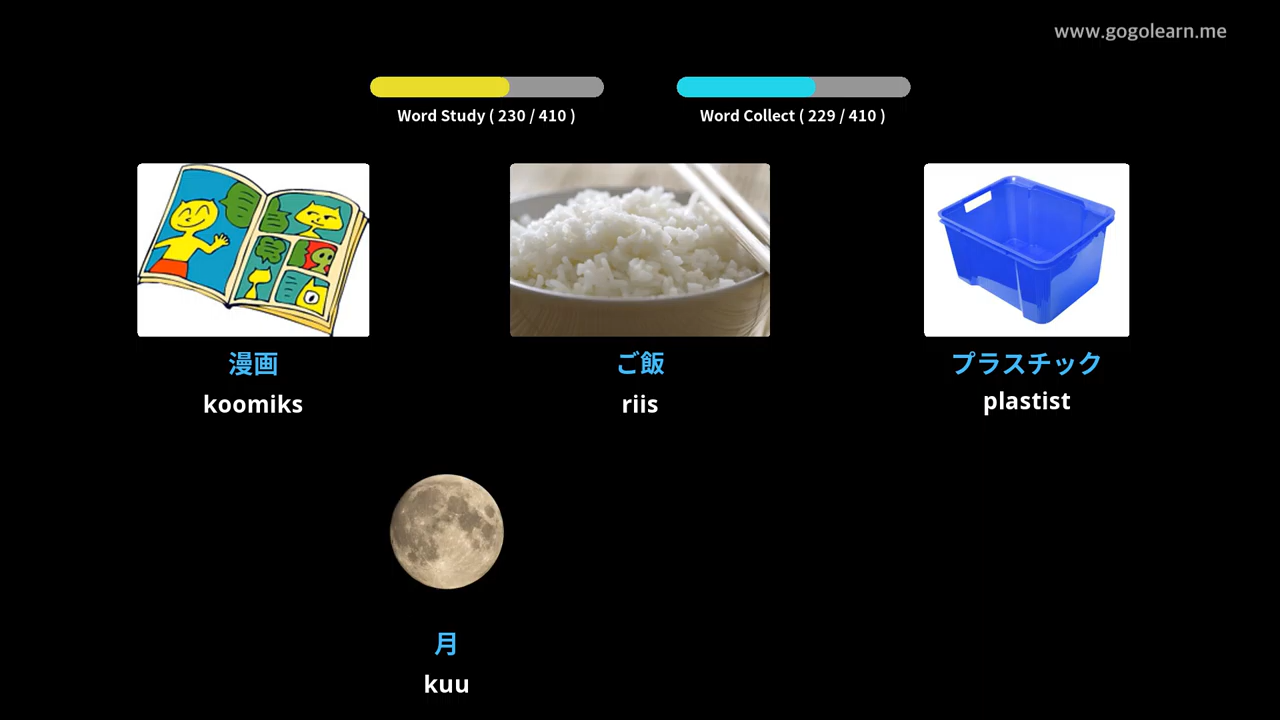 www.gogolearn.me
Word Study ( 230 / 410 )
Word Collect ( 229 / 410 )
漫画
koomiks
ご飯
riis
プラスチック
plastist
月
kuu